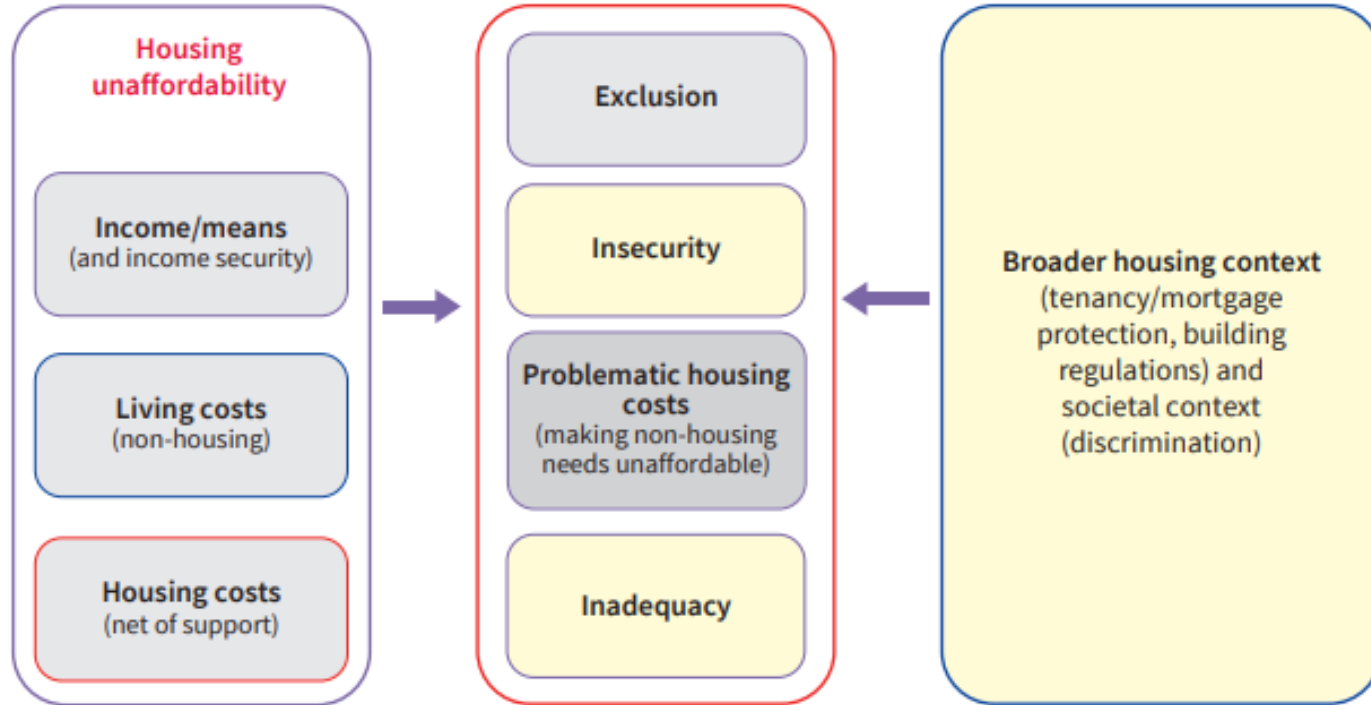 Housing
unaffordability
Income/means
(and income security)
Living costs
(non-housing)
Housing costs
(net of support)
Exclusion
Insecurity
Problematic housing
costs
(making non-housing
needs unaffordable)
Inadequacy
Broader housing context
(tenancy/mortgage
protection, building
regulations) and
societal context
(discrimination)